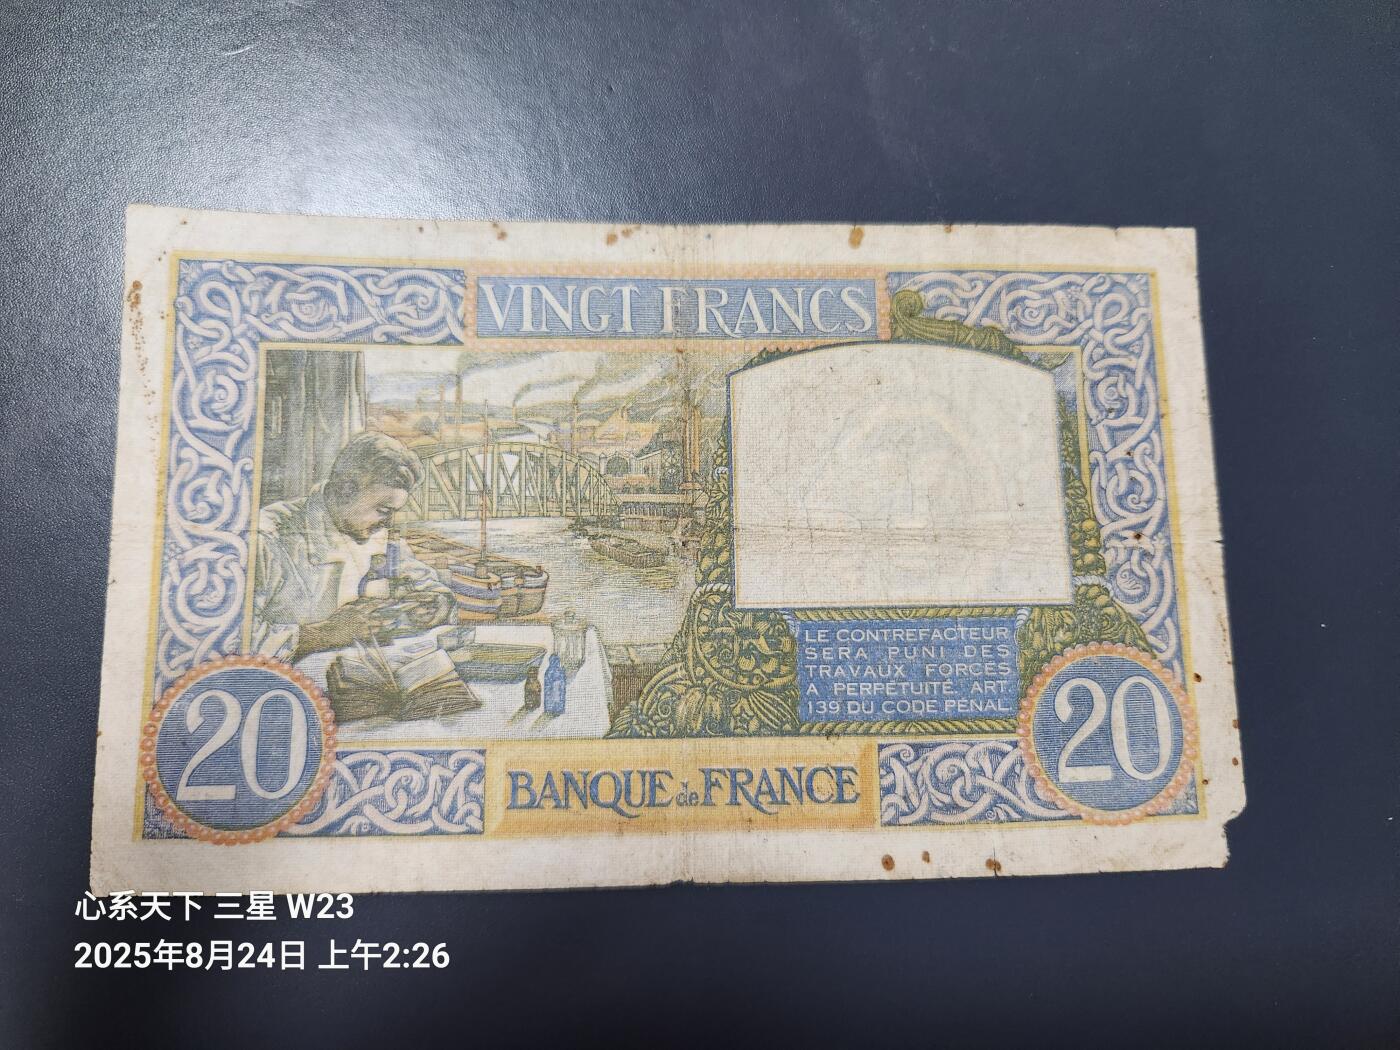 VINGT FRANCS
LE CONTREFACTEUR
SERA PUNI DES
TRAVAUX FORCES
A PERPETUITE. ART.
139 DU CODE PENAL.
20
20
BANQUE de FRANCE
心系天下 三星 W23
2025年8月24日 上午2:26